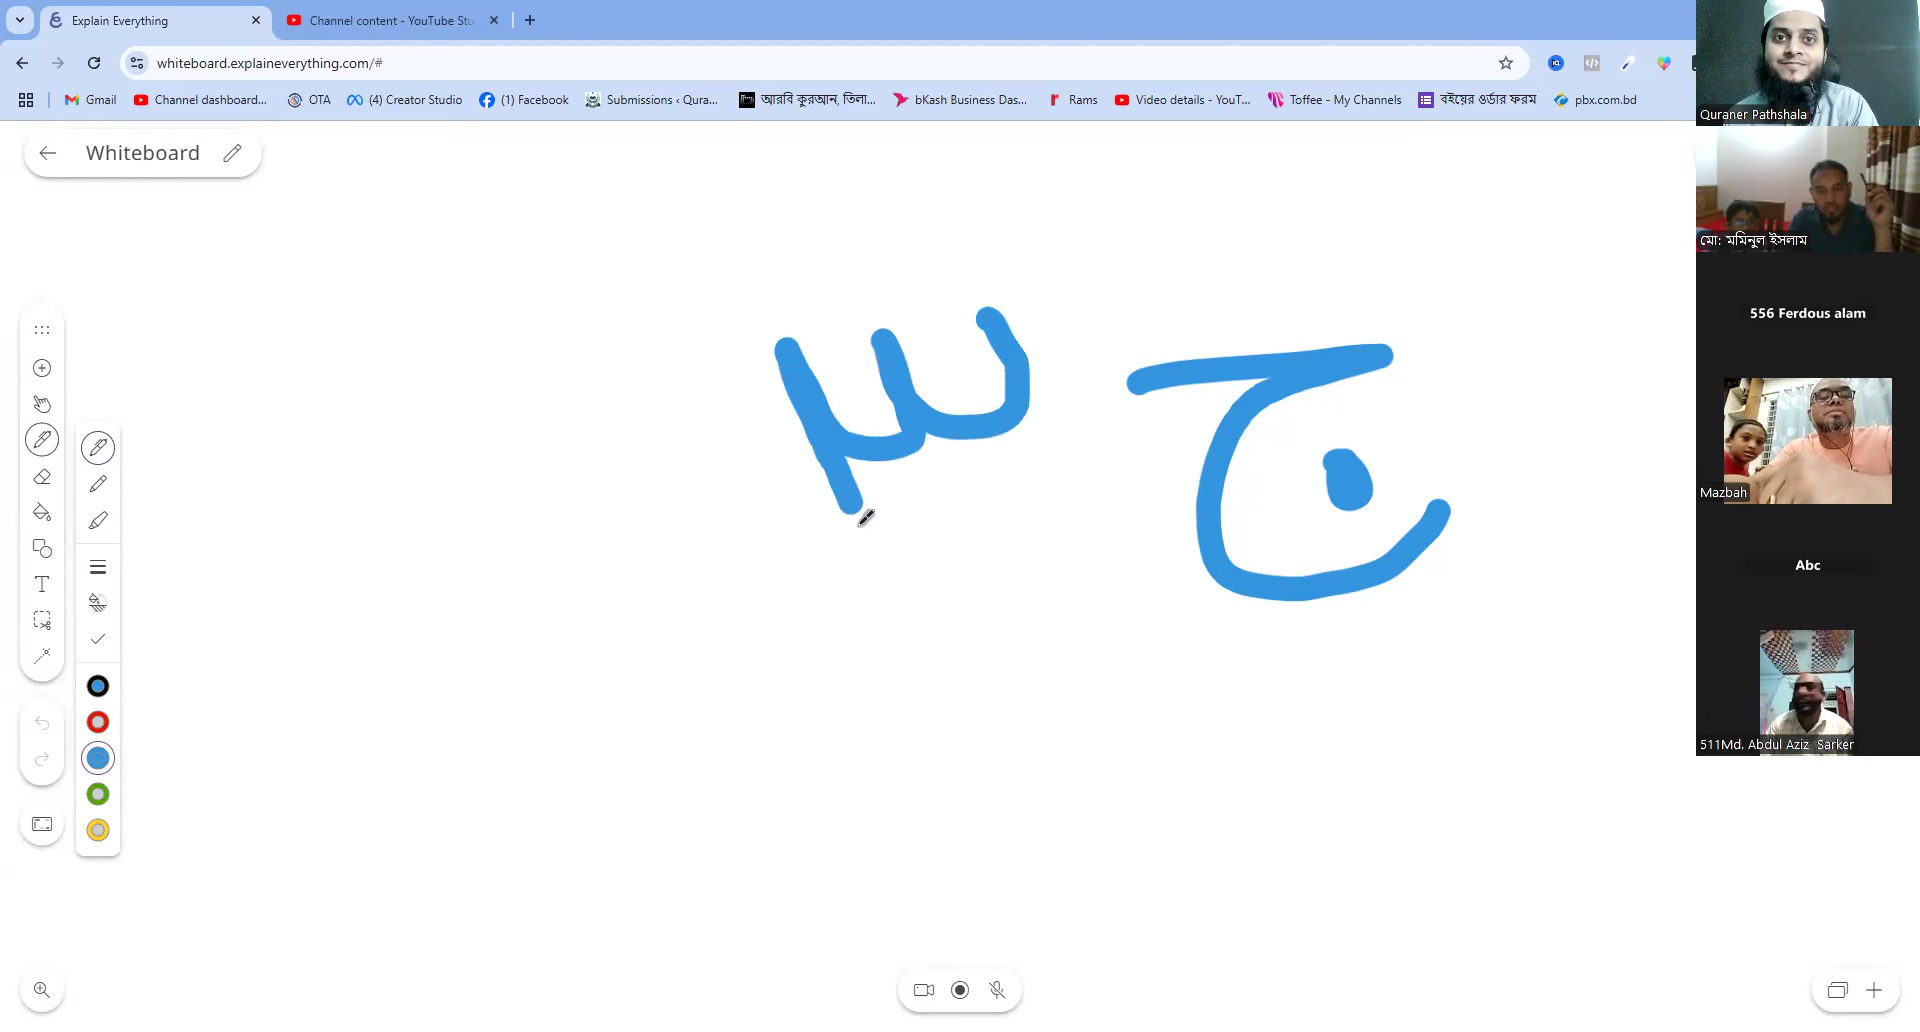 Explain Everything
Channel content - YouTube Stu
whiteboard.explaineverything.com/#
Gmail
Channel dashboard...
OTA
(4) Creator Studio
(1) Facebook
Submissions ‹ Qura...
আরবি কুরআন, তিলা...
bKash Business Das...
Rams
Video details - YouT...
Toffee - My Channels
বইয়ের ওর্ডার ফরম
pbx.com.bd
Whiteboard
T
ج
Quraner Pathshala
মো: মমিনুল ইসলাম
556 Ferdous alam
Mazbah
Abc
511Md. Abdul Aziz Sarker